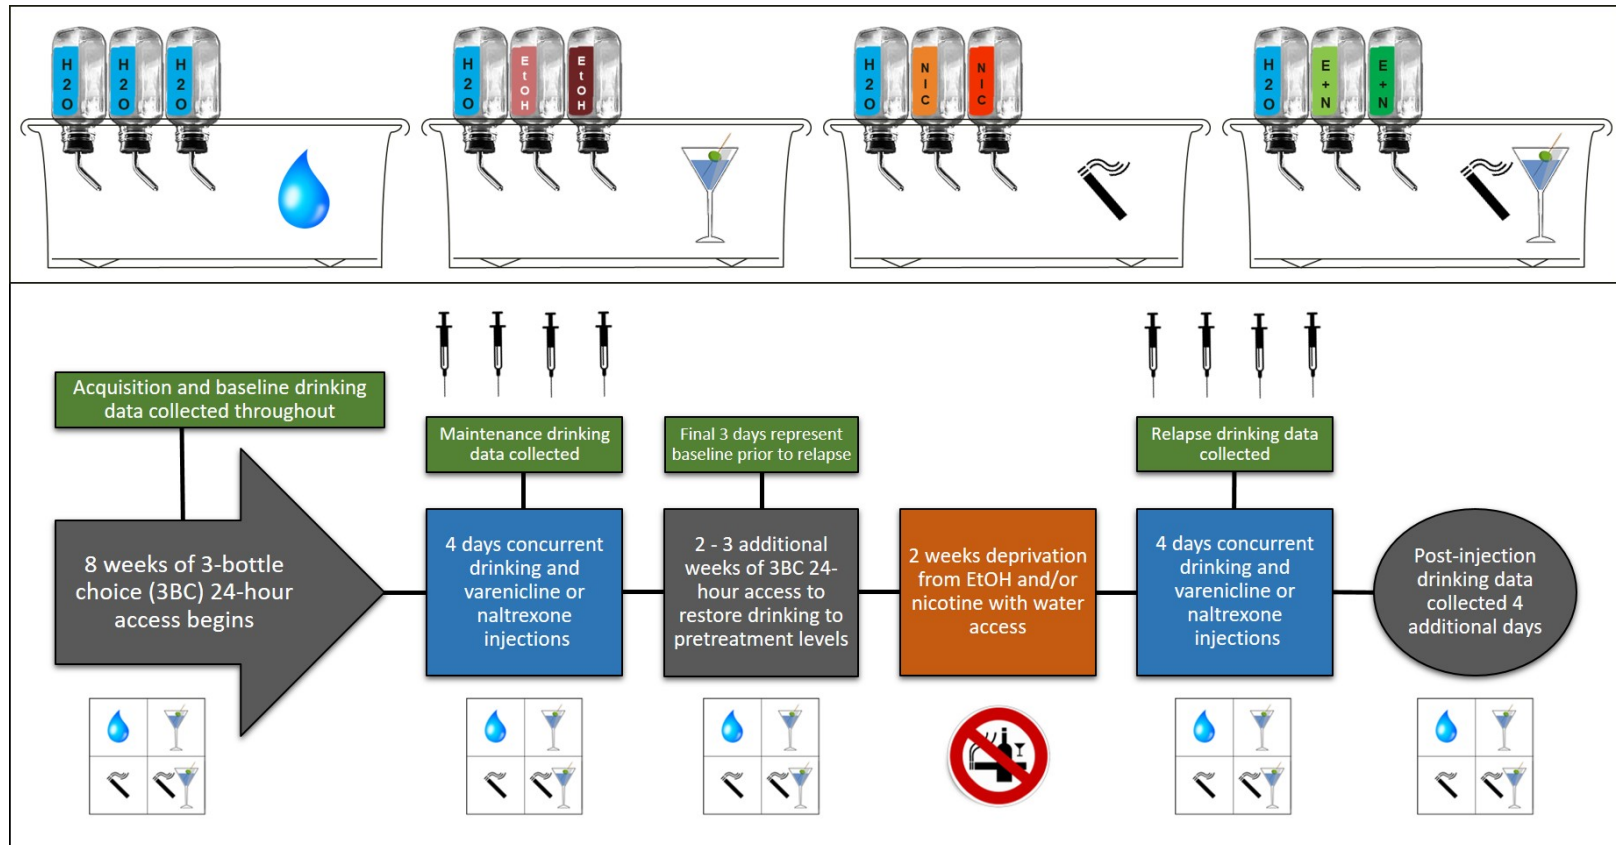 H2O
H2O
H2O
H2O
EtOH
EtOH
H2O
NIC
NIC
H2O
E+N
E+N
Acquisition and baseline drinking
data collected throughout
8 weeks of 3-bottle
choice (3BC) 24-hour
access begins
Maintenance drinking
data collected
4 days concurrent
drinking and
varenicline or
naltrexone
injections
Final 3 days represent
baseline prior to relapse
2 - 3 additional
weeks of 3BC 24-
hour access to
restore drinking to
pretreatment levels
2 weeks deprivation
from EtOH and/or
nicotine with water
access
Relapse drinking data
collected
4 days concurrent
drinking and
varenicline or
naltrexone
injections
Post-injection
drinking data
collected 4
additional days